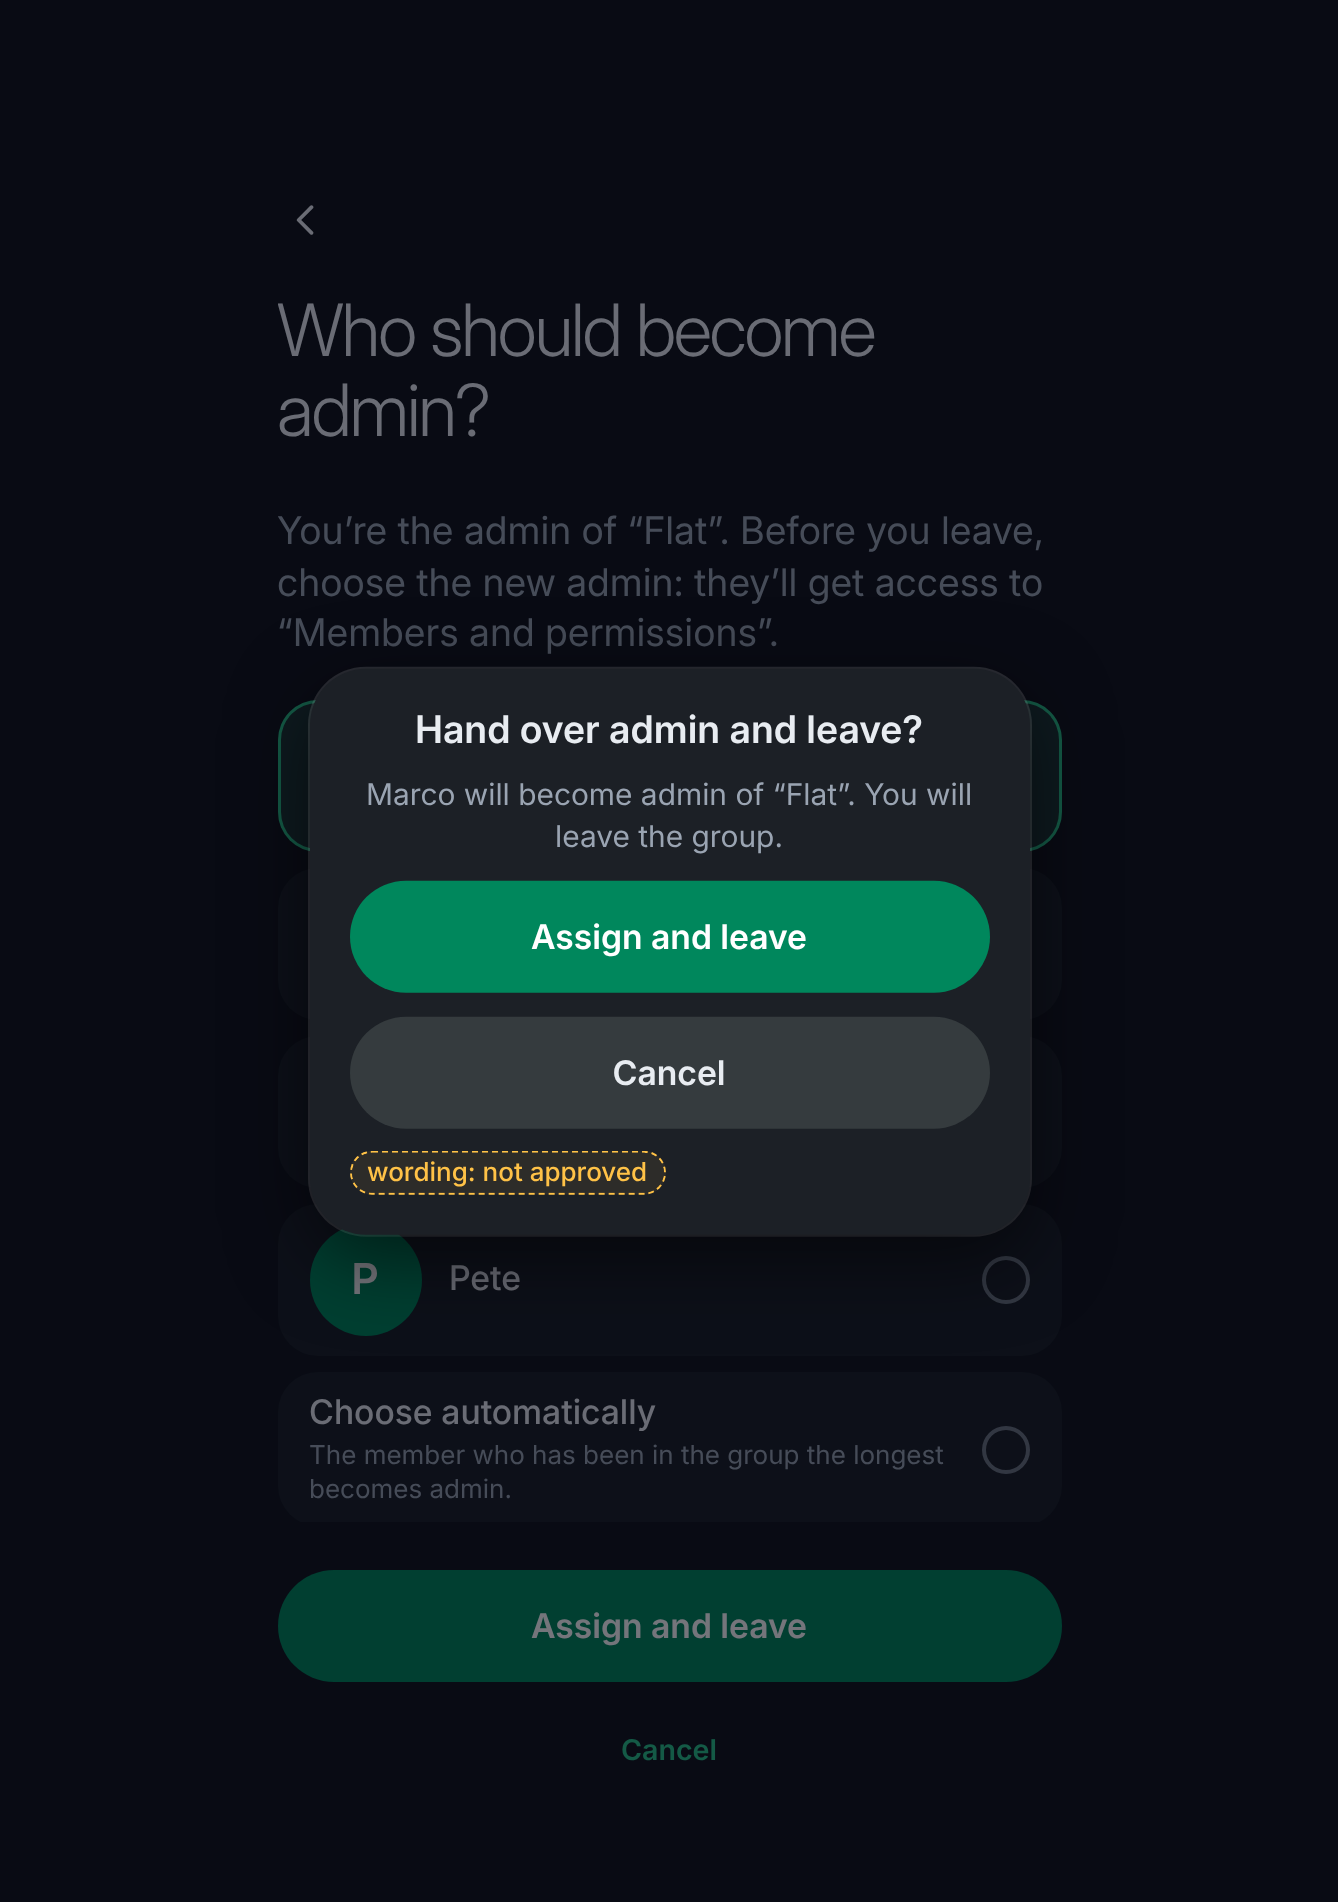 Who should become
admin?
You’re the admin of “Flat”. Before you leave,
choose the new admin: they’ll get access to
“Members and permissions”.
Hand over admin and leave?
Marco will become admin of “Flat”. You will
leave the group.
Assign and leave
Cancel
wording: not approved
P
Pete
Choose automatically
The member who has been in the group the longest
becomes admin.
Assign and leave
Cancel